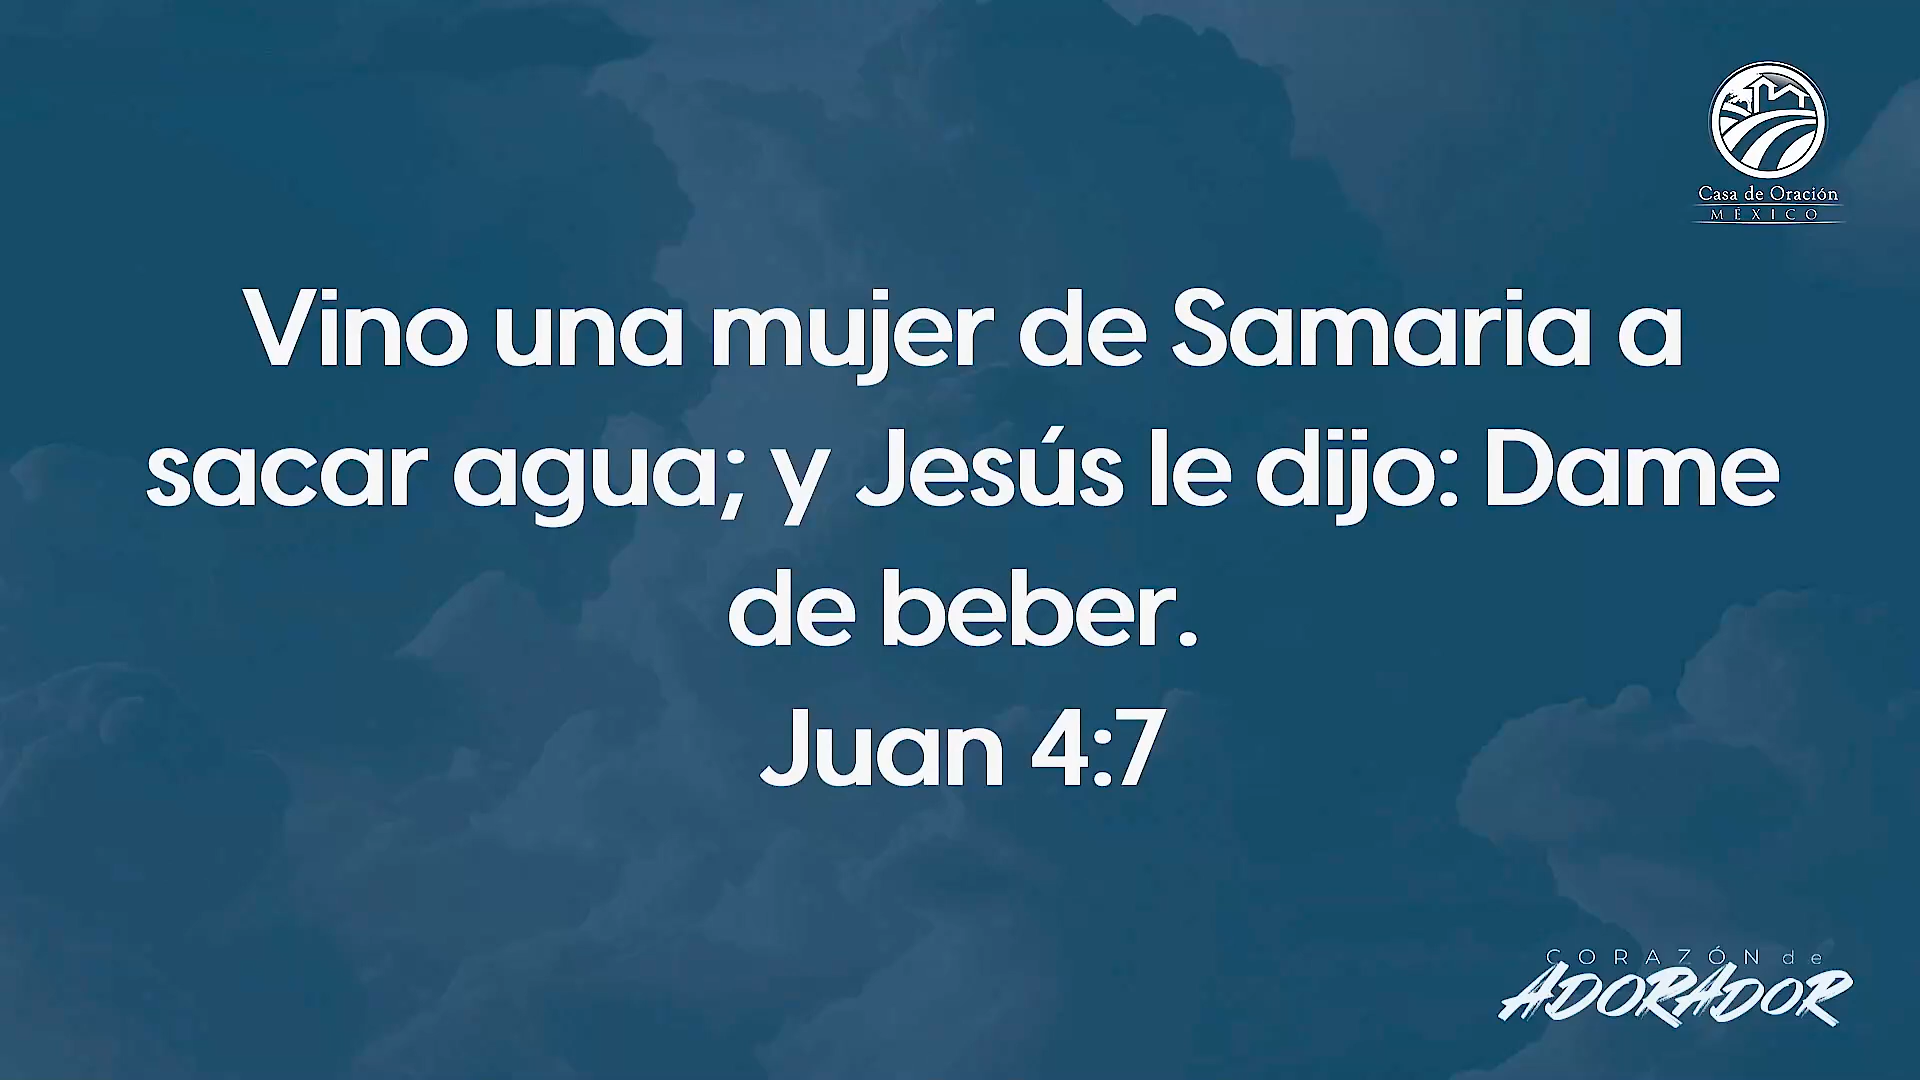 Casa de Oración
MÉXICO
Vino una mujer de Samaria a
sacar agua; y Jesús le dijo: Dame
de beber.
Juan 4:7
CORAZÓN de
ADORADOR